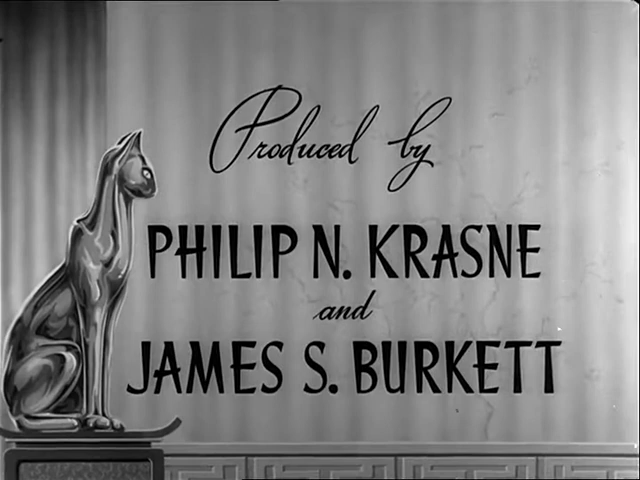 Produced by
PHILIP N. KRASNE
and
JAMES S. BURKETT